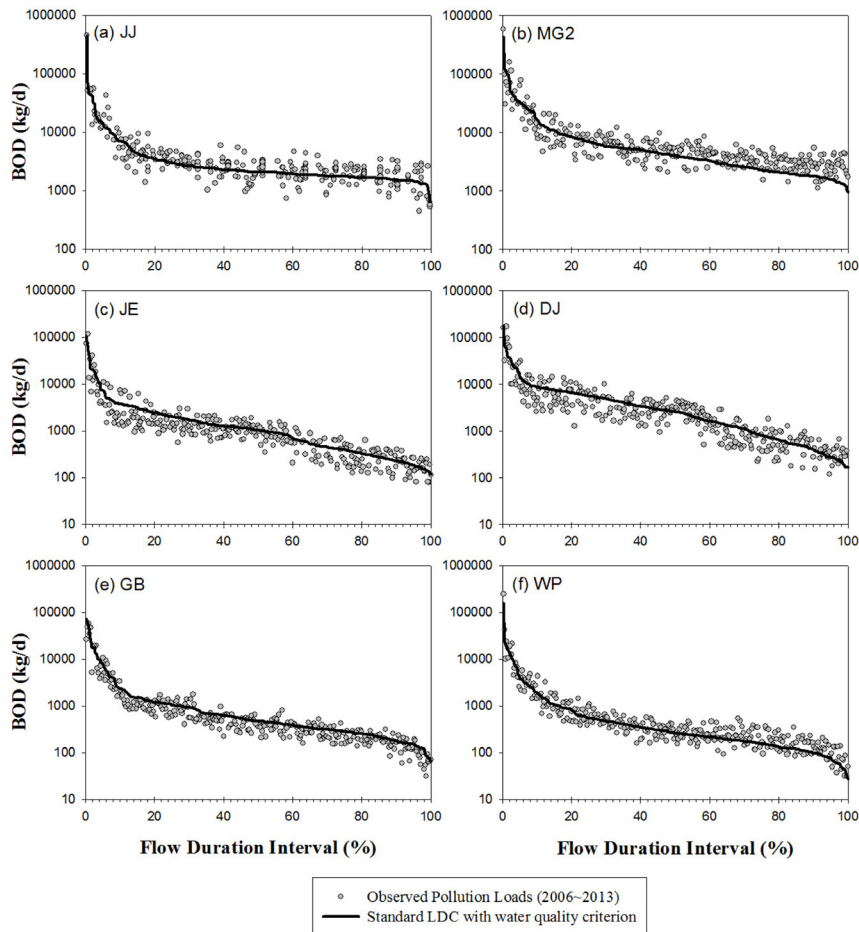 (a) JJ
(b) MG2
BOD (kg/d)
1000000
100000
10000
1000
100
0 20 40 60 80 100
1000000
100000
10000
1000
100
0 20 40 60 80 100
(c) JE
(d) DJ
BOD (kg/d)
1000000
100000
10000
1000
100
10
0 20 40 60 80 100
1000000
100000
10000
1000
100
10
0 20 40 60 80 100
(e) GB
(f) WP
BOD (kg/d)
1000000
100000
10000
1000
100
10
0 20 40 60 80 100
1000000
100000
10000
1000
100
10
0 20 40 60 80 100
Flow Duration Interval (%)
Flow Duration Interval (%)
Observed Pollution Loads (2006~2013)
Standard LDC with water quality criterion